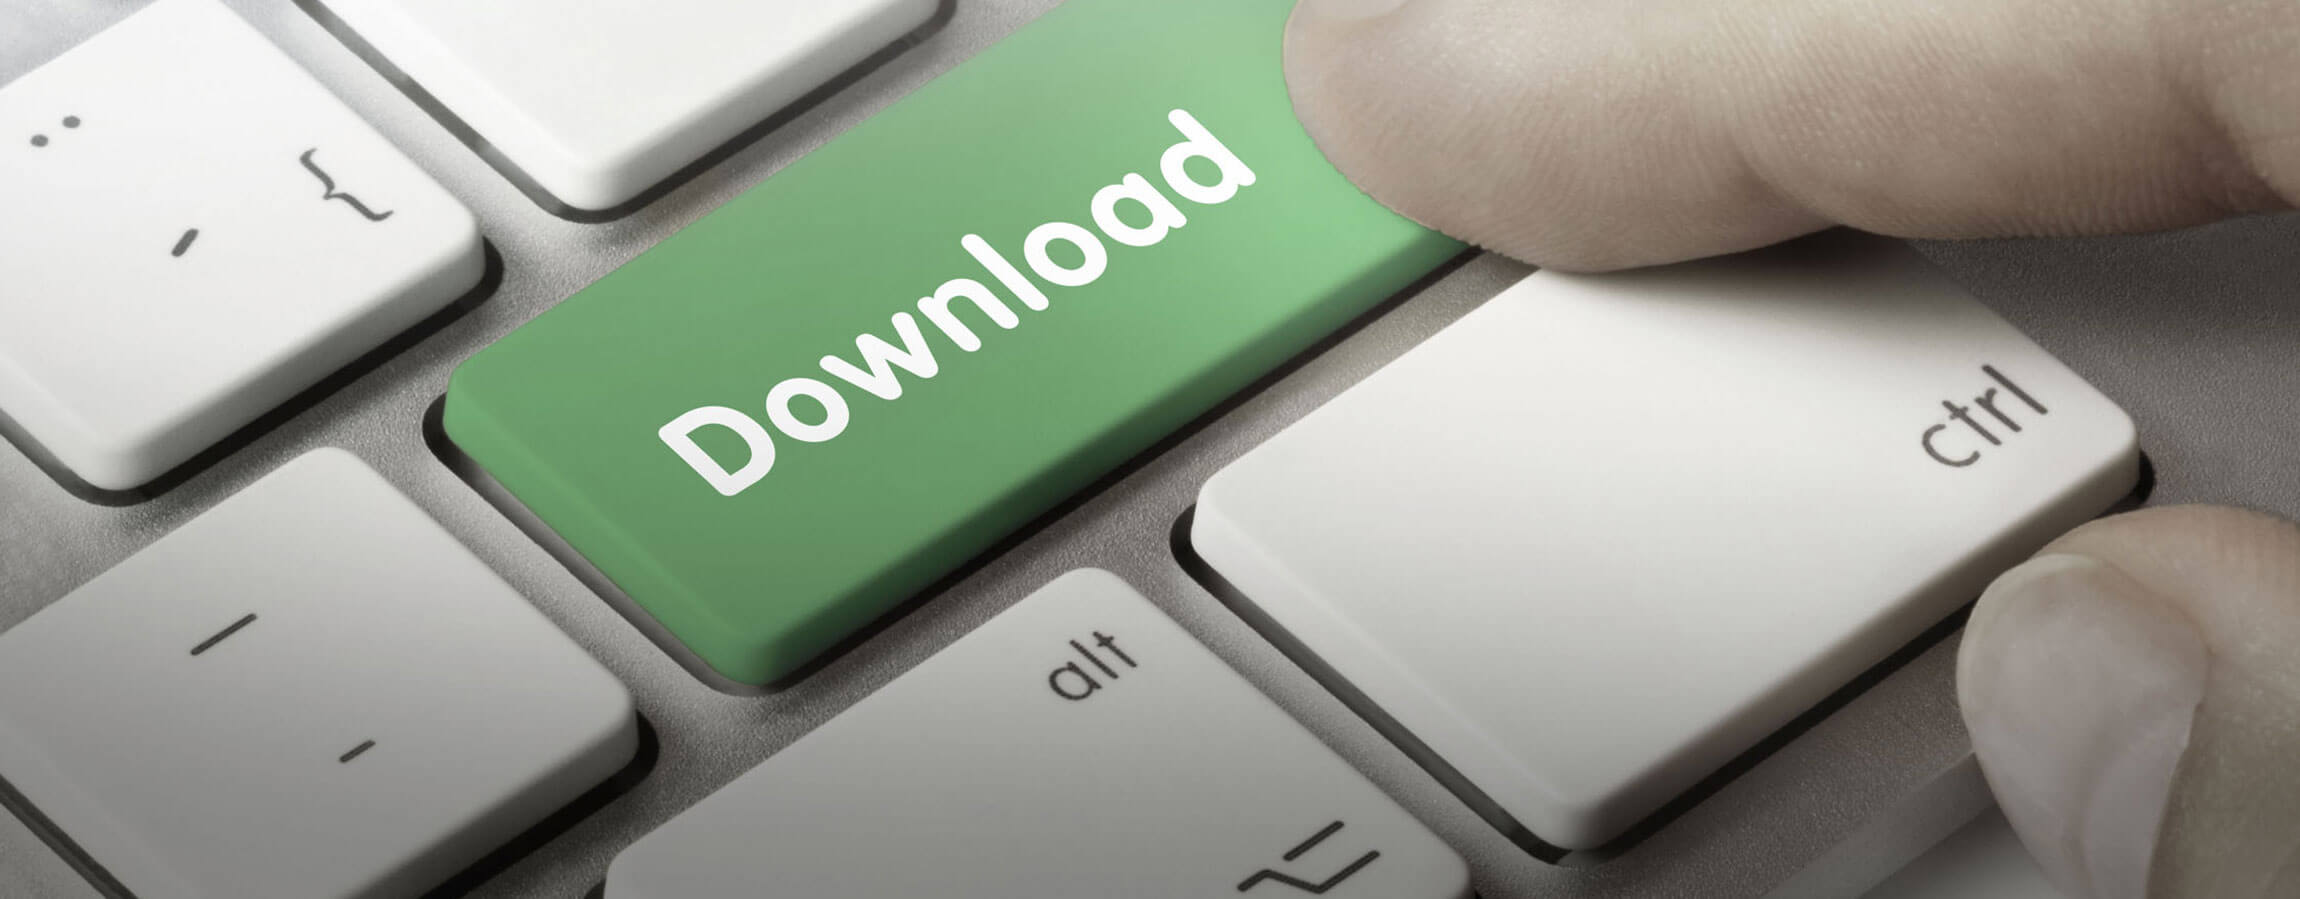 ¨
´ {
Download
ctrl
_
-
alt
⌥